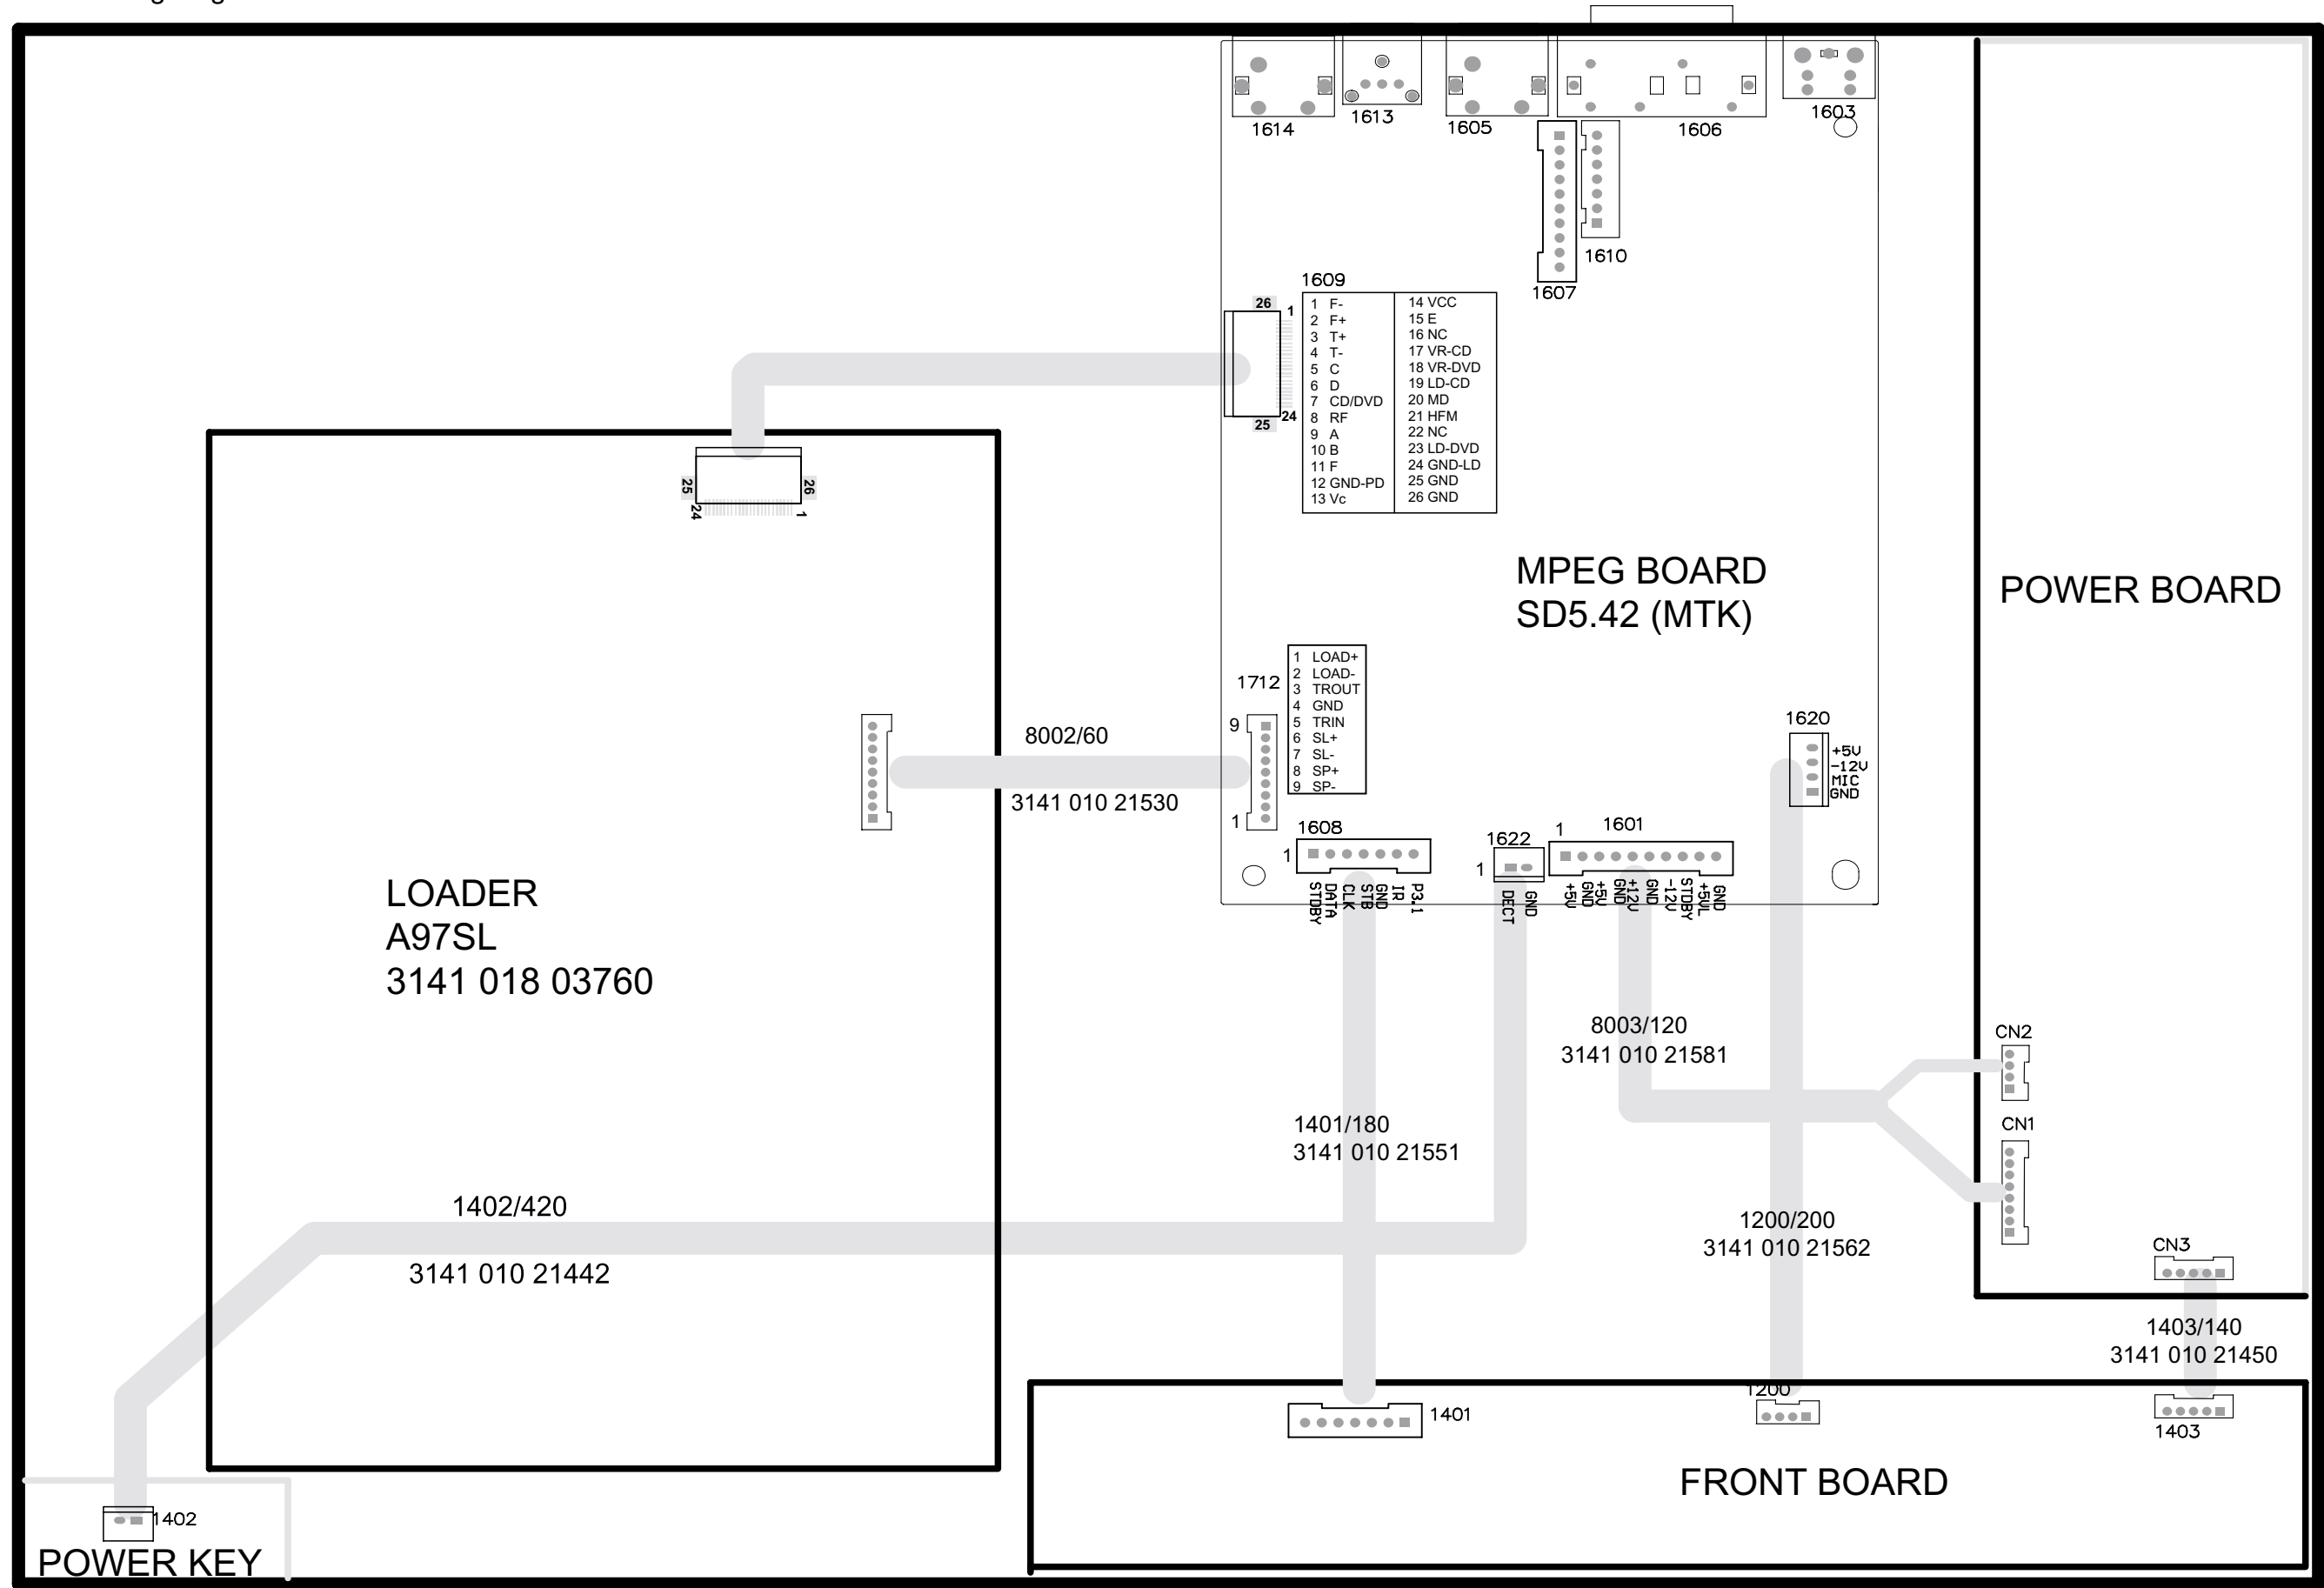 1614
1613
1605
1606
1603
1610
1607
1609
26
1
24
25
1 F-
2 F+
3 T+
4 T-
5 C
6 D
7 CD/DVD
8 RF
9 A
10 B
11 F
12 GND-PD
13 Vc
14 VCC
15 E
16 NC
17 VR-CD
18 VR-DVD
19 LD-CD
20 MD
21 HFM
22 NC
23 LD-DVD
24 GND-LD
25 GND
26 GND
25
26
24
1
MPEG BOARD
SD5.42 (MTK)
POWER BOARD
1712
1 LOAD+
2 LOAD-
3 TROUT
4 GND
5 TRIN
6 SL+
7 SL-
8 SP+
9 SP-
9
1
8002/60
3141 010 21530
1620
+5V
-12V
MIC
GND
1608
1
STDBY
DATA
CLK
STB
GND
IR
P3.1
1622
1
DECT
GND
1601
1
+5V
GND
+5V
GND
+12V
GND
-12V
STDBY
+5VL
GND
LOADER
A97SL
3141 018 03760
8003/120
3141 010 21581
CN2
CN1
1401/180
3141 010 21551
1402/420
3141 010 21442
1200/200
3141 010 21562
CN3
1403/140
3141 010 21450
1401
1200
1403
FRONT BOARD
1402
POWER KEY